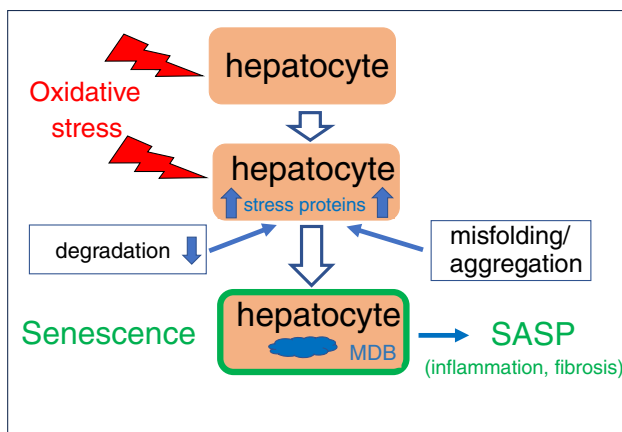 hepatocyte
Oxidative
stress
hepatocyte
stress proteins
degradation
misfolding/
aggregation
Senescence
hepatocyte
MDB
SASP
(inflammation, fibrosis)